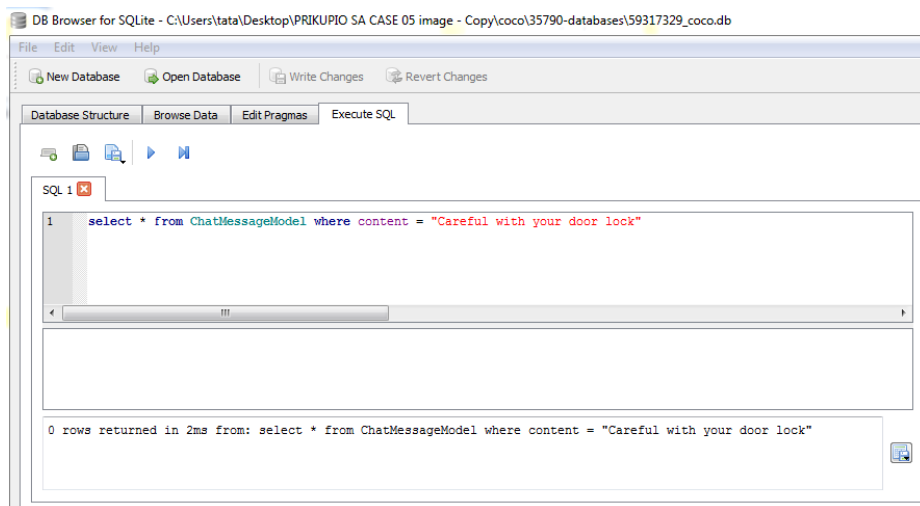 DB Browser for SQLite - C:\Users\tata\Desktop\PRIKUPIO SA CASE 05 image - Copy\coco\35790-databases\59317329_coco.db
File Edit View Help
New Database Open Database Write Changes Revert Changes
Database Structure Browse Data Edit Pragmas Execute SQL
SQL 1
1 select * from ChatMessageModel where content = "Careful with your door lock"
0 rows returned in 2ms from: select * from ChatMessageModel where content = "Careful with your door lock"